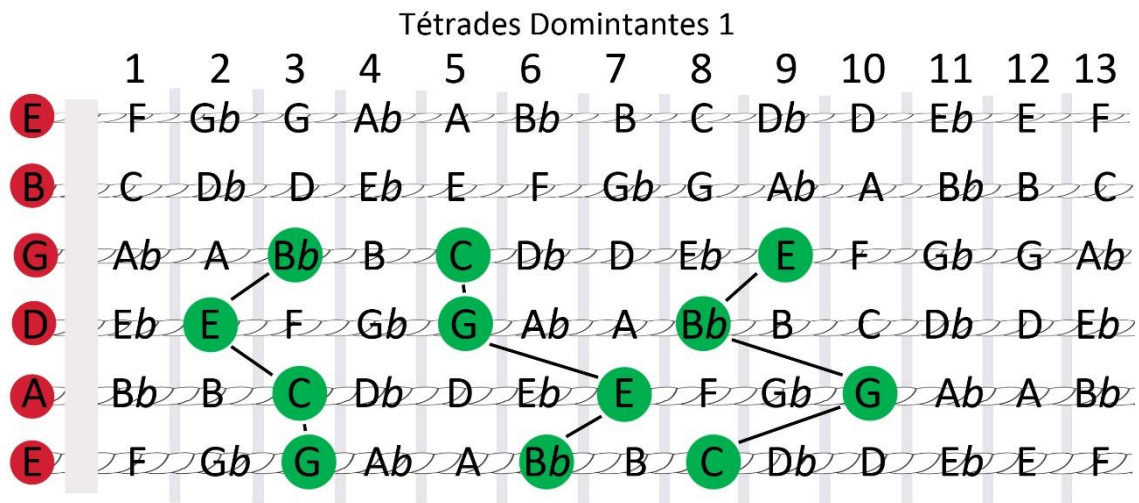 Tétrades Domintantes 1
1 2 3 4 5 6 7 8 9 10 11 12 13
E F Gb G Ab A Bb B C Db D Eb E F
B C Db D Eb E F Gb G Ab A Bb B C
G Ab A Bb B C Db D Eb E F Gb G Ab
D Eb E F Gb G Ab A Bb B C Db D Eb
A Bb B C Db D Eb E F Gb G Ab A Bb
E F Gb G Ab A Bb B C Db D Eb E F